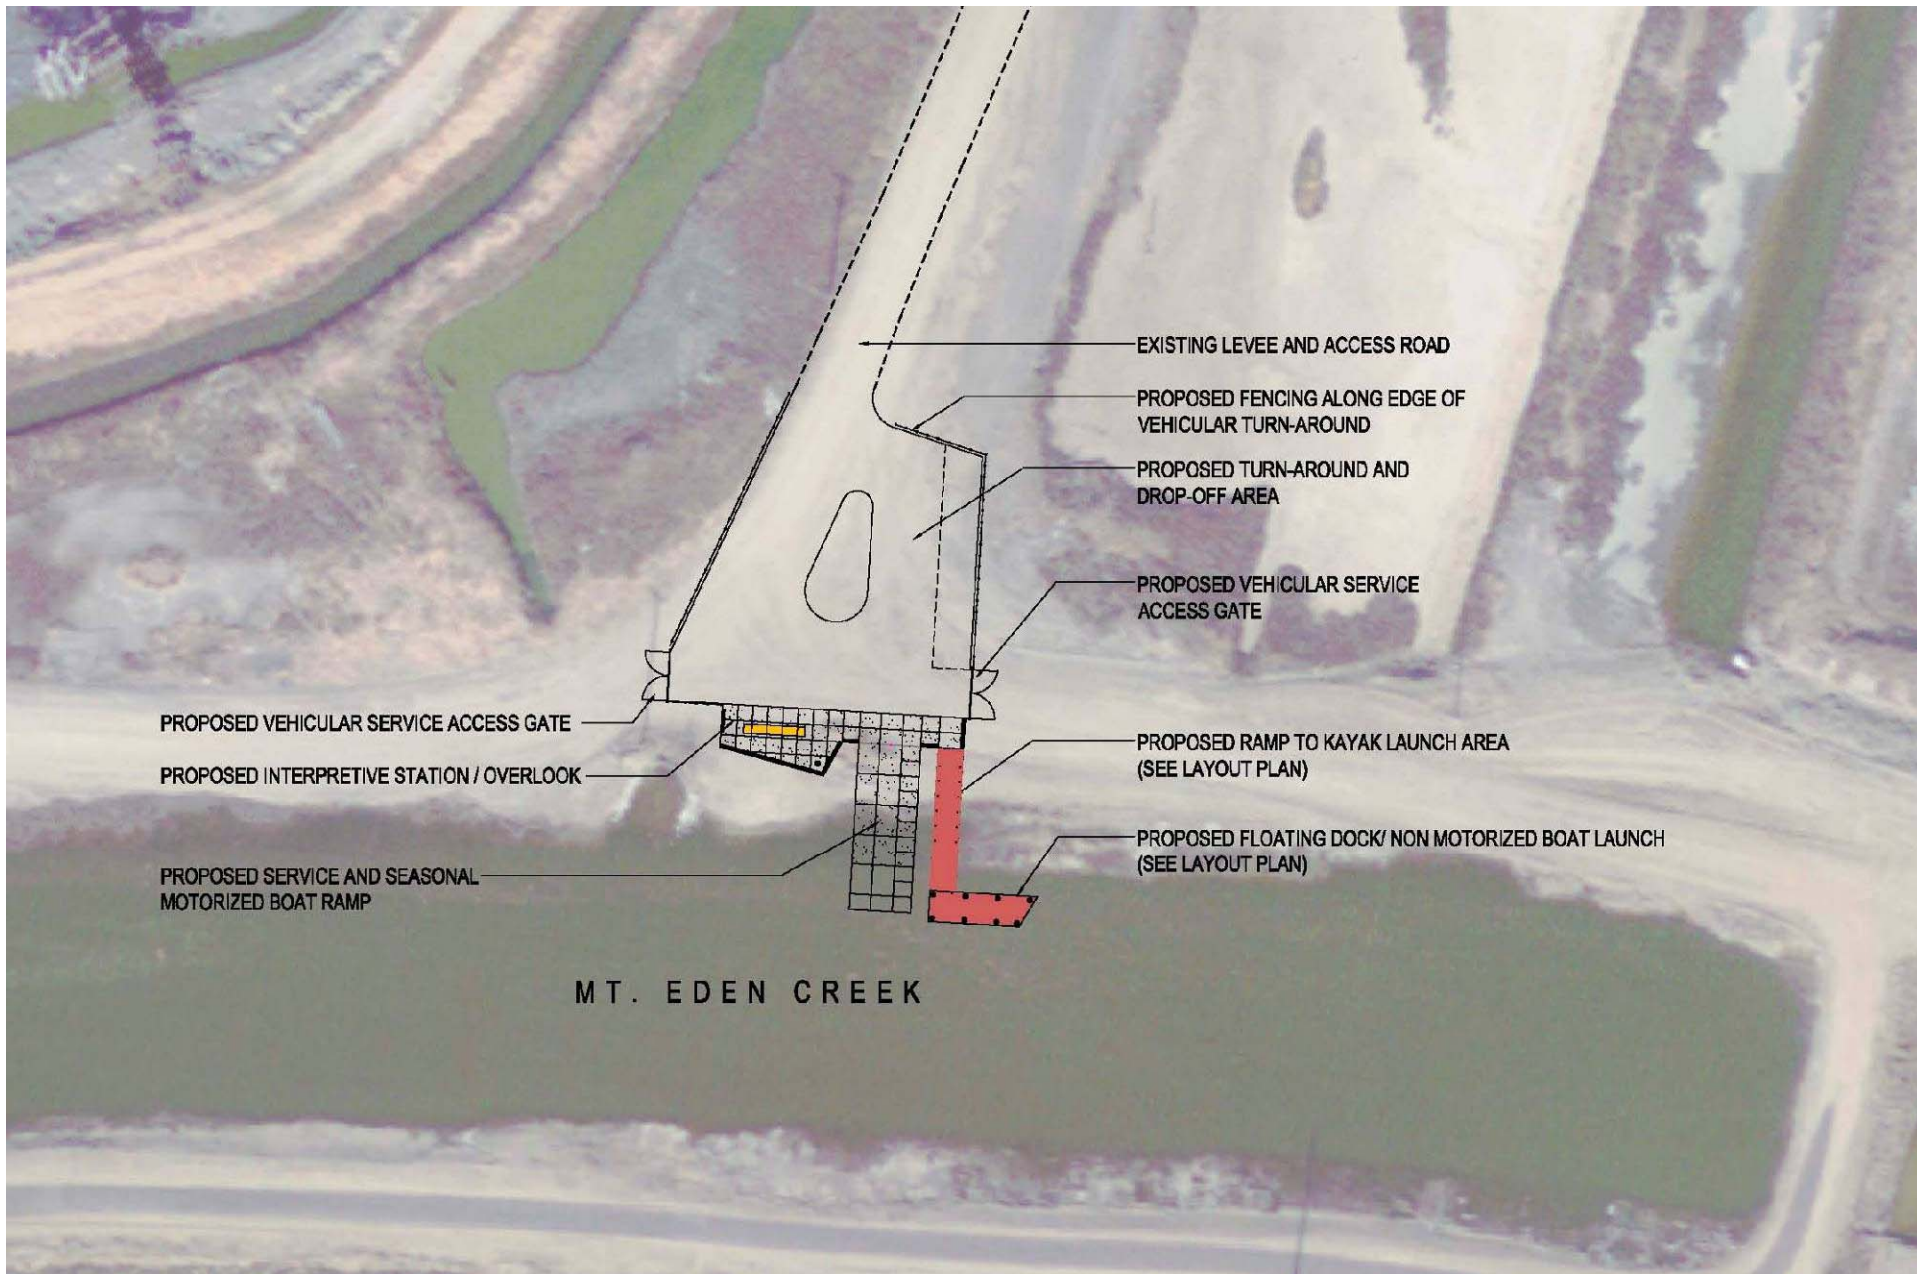 EXISTING LEVEE AND ACCESS ROAD
PROPOSED FENCING ALONG EDGE OF
VEHICULAR TURN-AROUND
PROPOSED TURN-AROUND AND
DROP-OFF AREA
PROPOSED VEHICULAR SERVICE
ACCESS GATE
PROPOSED VEHICULAR SERVICE ACCESS GATE
PROPOSED INTERPRETIVE STATION / OVERLOOK
PROPOSED RAMP TO KAYAK LAUNCH AREA
(SEE LAYOUT PLAN)
PROPOSED FLOATING DOCK/ NON MOTORIZED BOAT LAUNCH
(SEE LAYOUT PLAN)
PROPOSED SERVICE AND SEASONAL
MOTORIZED BOAT RAMP
MT. EDEN CREEK